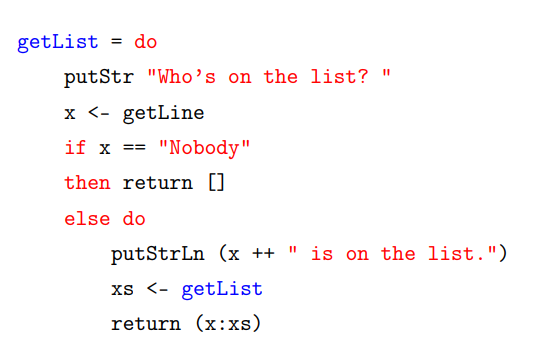 getList = do
    putStr "Who's on the list? "
    x <- getLine
    if x == "Nobody"
    then return []
    else do
        putStrLn (x ++ " is on the list.")
        xs <- getList
        return (x:xs)